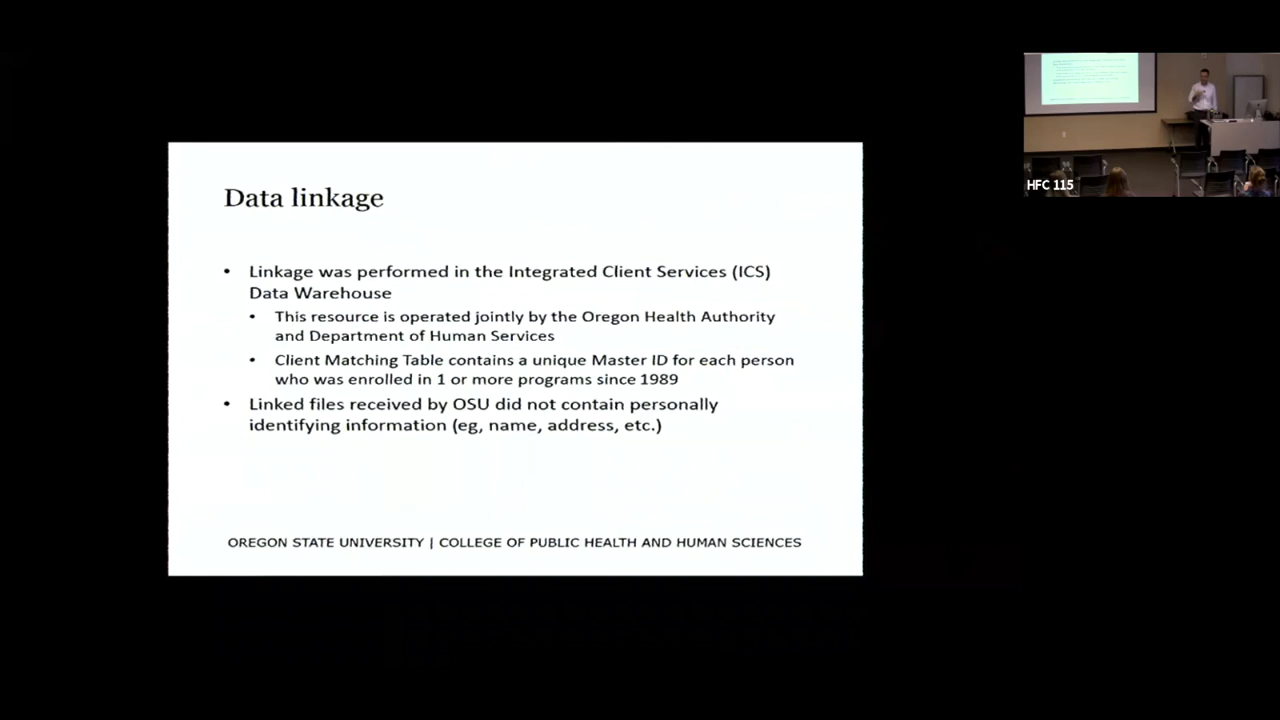 Data linkage
• Linkage was performed in the Integrated Client Services (ICS)
Data Warehouse
• This resource is operated jointly by the Oregon Health Authority
and Department of Human Services
• Client Matching Table contains a unique Master ID for each person
who was enrolled in 1 or more programs since 1989
• Linked files received by OSU did not contain personally
identifying information (eg, name, address, etc.)
OREGON STATE UNIVERSITY | COLLEGE OF PUBLIC HEALTH AND HUMAN SCIENCES
HFC 115